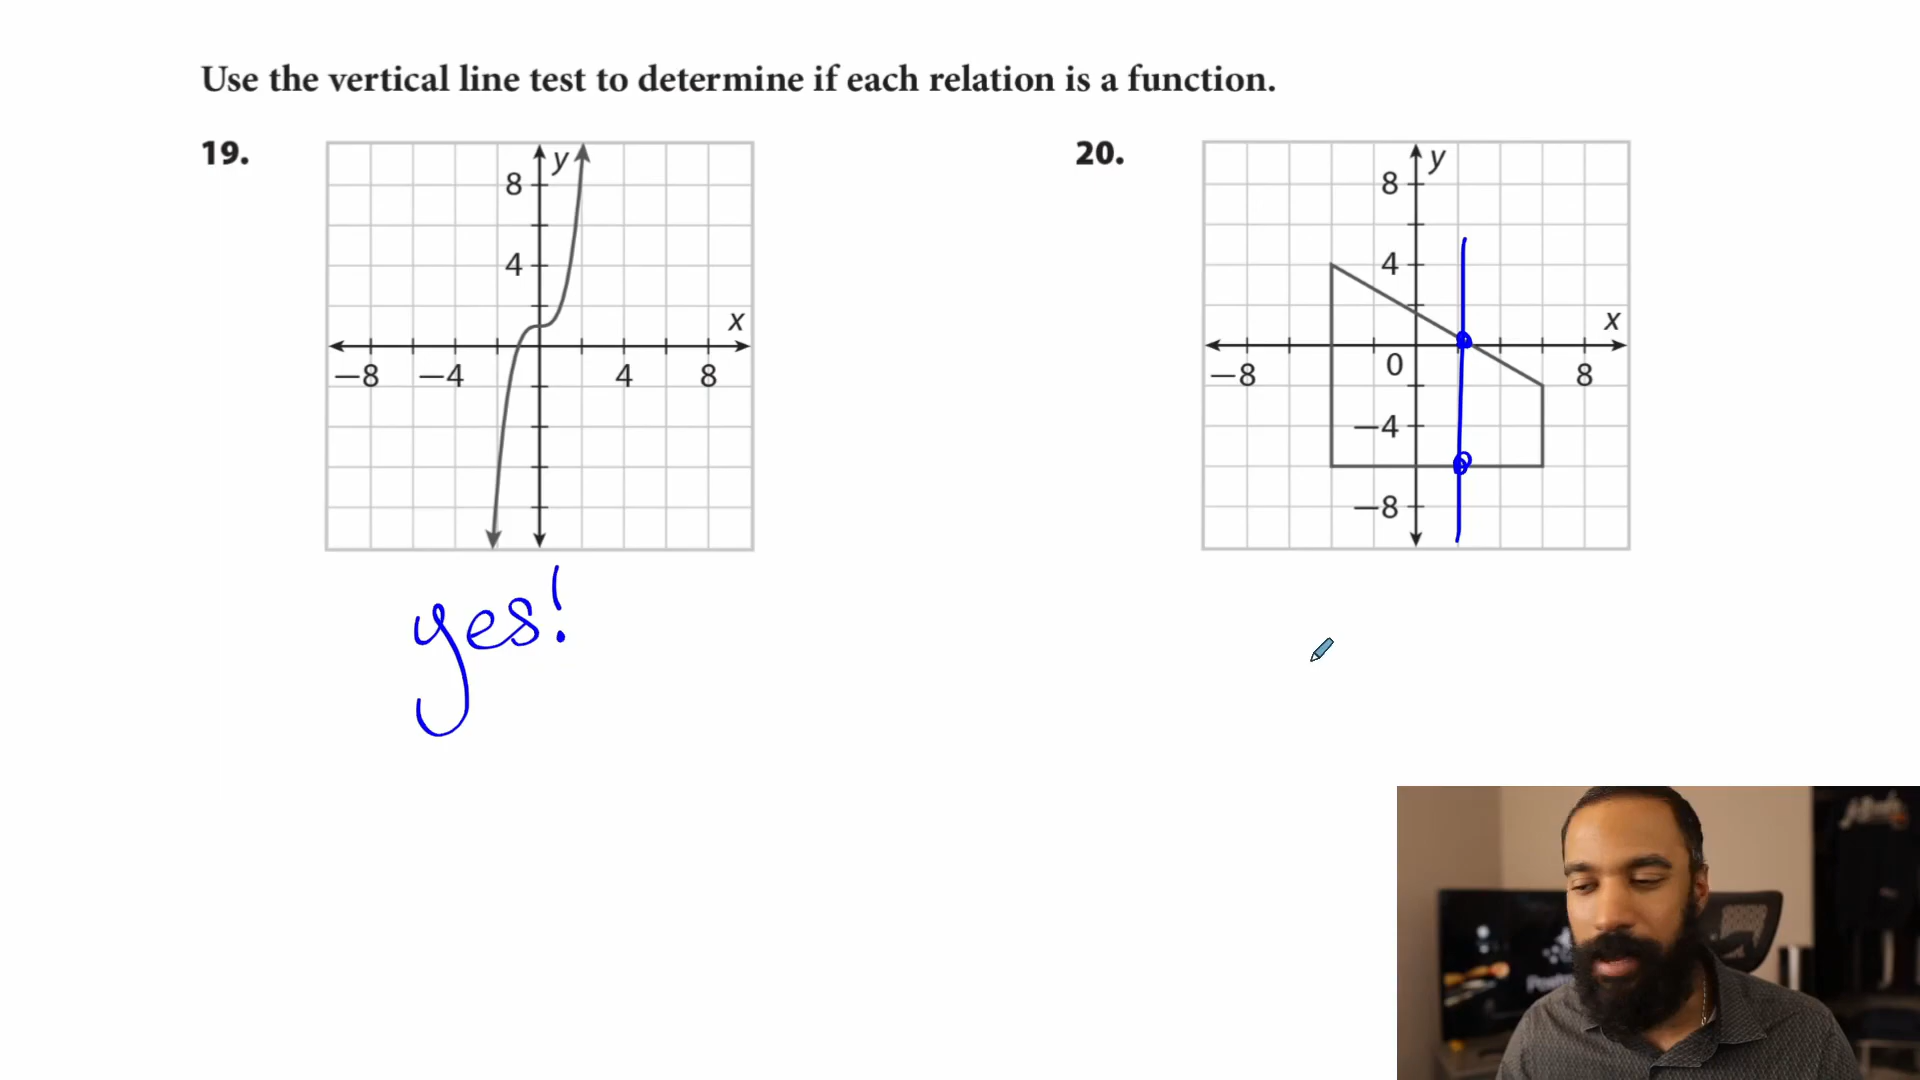 Use the vertical line test to determine if each relation is a function.
19.
y
8
4
x
−8 −4 4 8
20.
y
8
4
x
−8 0 8
−4
−8
yes!